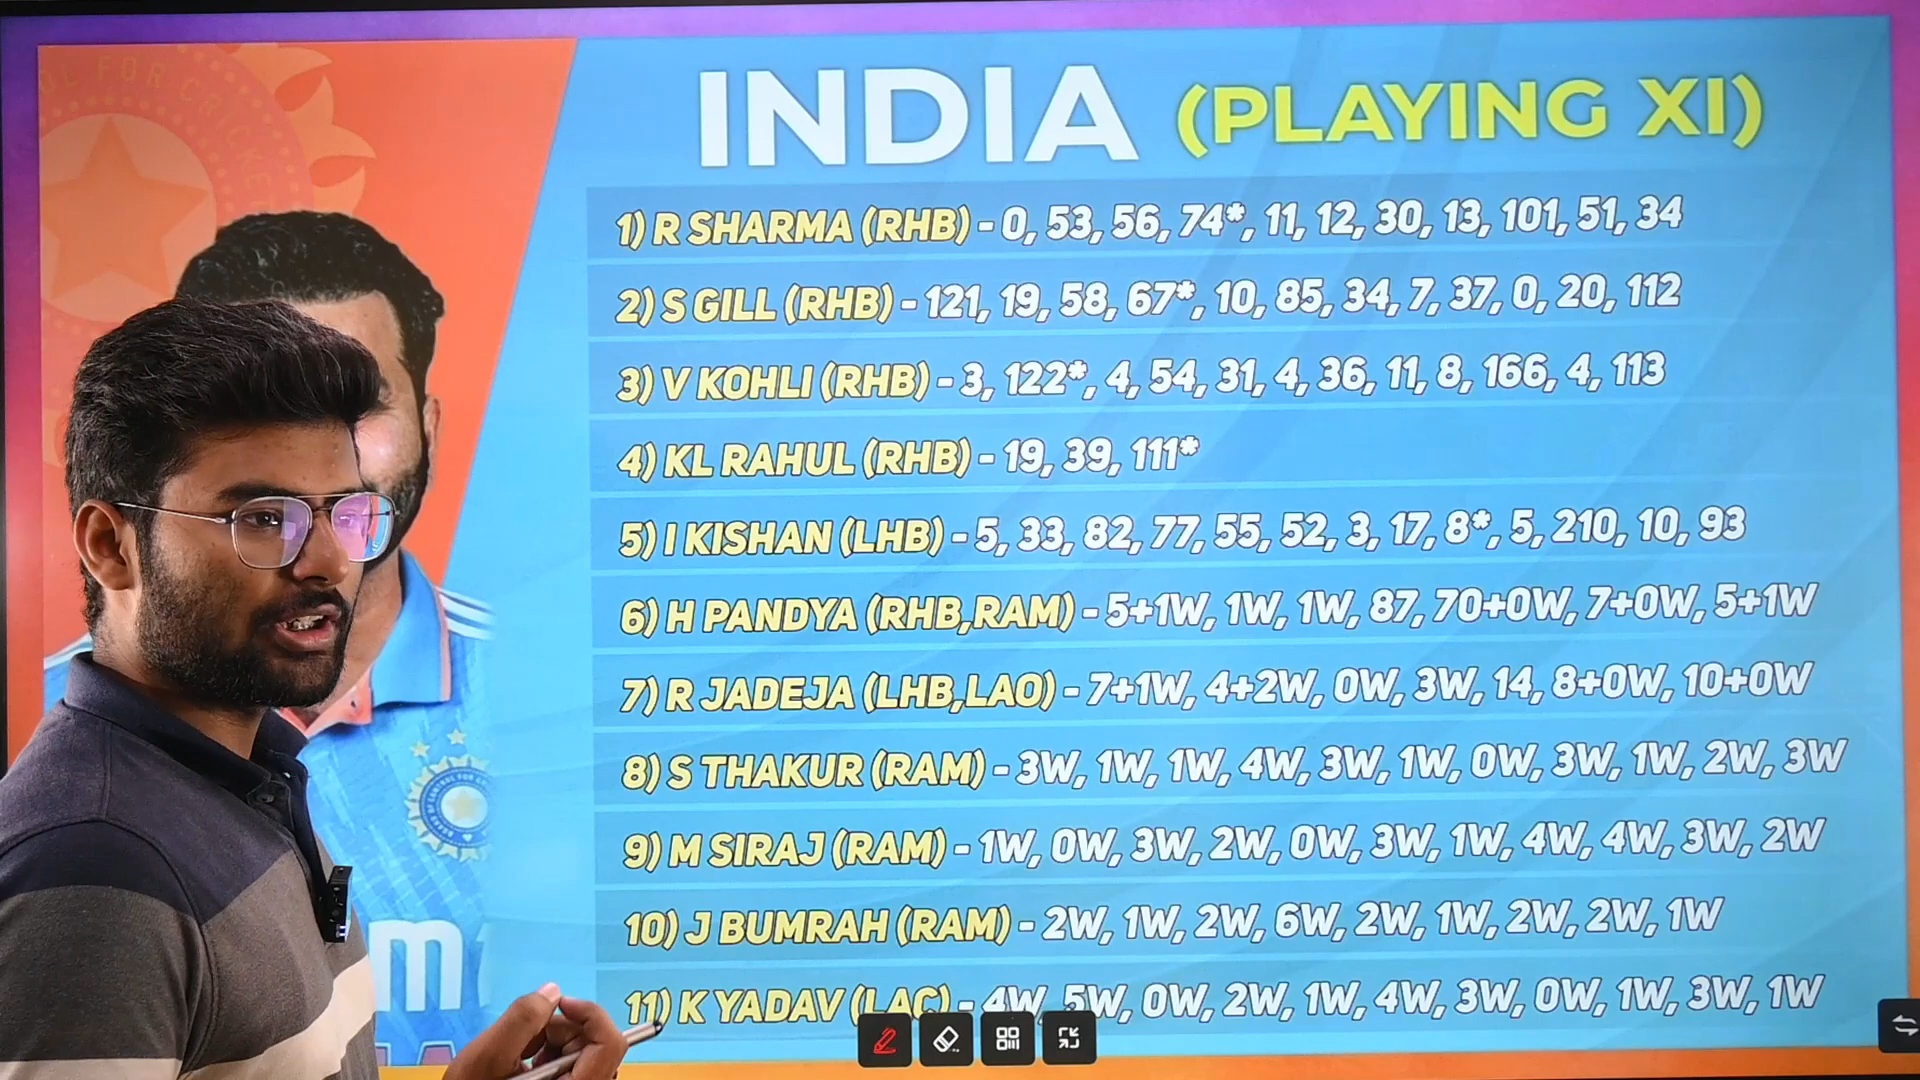 OL FOR CRICKET
INDIA (PLAYING XI)
1) R SHARMA (RHB) - 0, 53, 56, 74*, 11, 12, 30, 13, 101, 51, 34
2) S GILL (RHB) - 121, 19, 58, 67*, 10, 85, 34, 7, 37, 0, 20, 112
3) V KOHLI (RHB) - 3, 122*, 4, 54, 31, 4, 36, 11, 8, 166, 4, 113
4) KL RAHUL (RHB) - 19, 39, 111*
5) I KISHAN (LHB) - 5, 33, 82, 77, 55, 52, 3, 17, 8*, 5, 210, 10, 93
6) H PANDYA (RHB,RAM) - 5+1W, 1W, 1W, 87, 70+0W, 7+0W, 5+1W
7) R JADEJA (LHB,LAO) - 7+1W, 4+2W, 0W, 3W, 14, 8+0W, 10+0W
8) S THAKUR (RAM) - 3W, 1W, 1W, 4W, 3W, 1W, 0W, 3W, 1W, 2W, 3W
9) M SIRAJ (RAM) - 1W, 0W, 3W, 2W, 0W, 3W, 1W, 4W, 4W, 3W, 2W
10) J BUMRAH (RAM) - 2W, 1W, 2W, 6W, 2W, 1W, 2W, 2W, 1W
11) K YADAV (LAC) - 4W, 5W, 0W, 2W, 1W, 4W, 3W, 0W, 1W, 3W, 1W